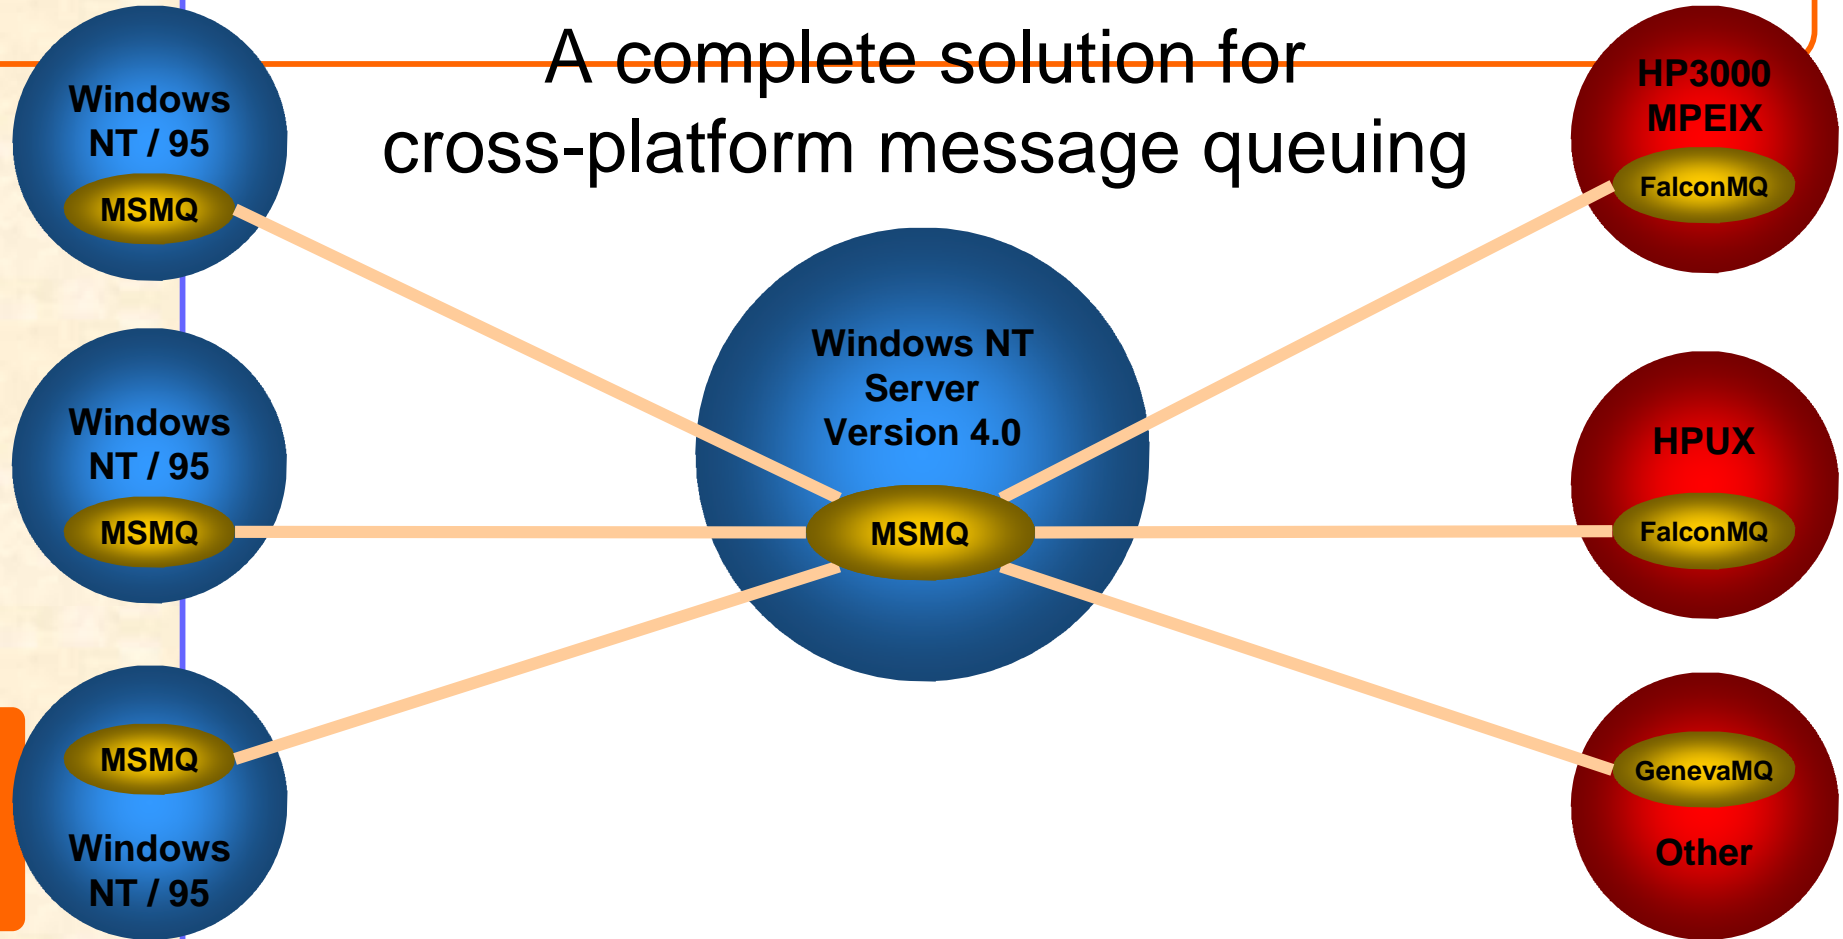 A complete solution for
cross-platform message queuing
Windows
NT / 95
MSMQ
Windows
NT / 95
MSMQ
MSMQ
Windows
NT / 95
Windows NT
Server
Version 4.0
MSMQ
HP3000
MPEIX
FalconMQ
HPUX
FalconMQ
GenevaMQ
Other